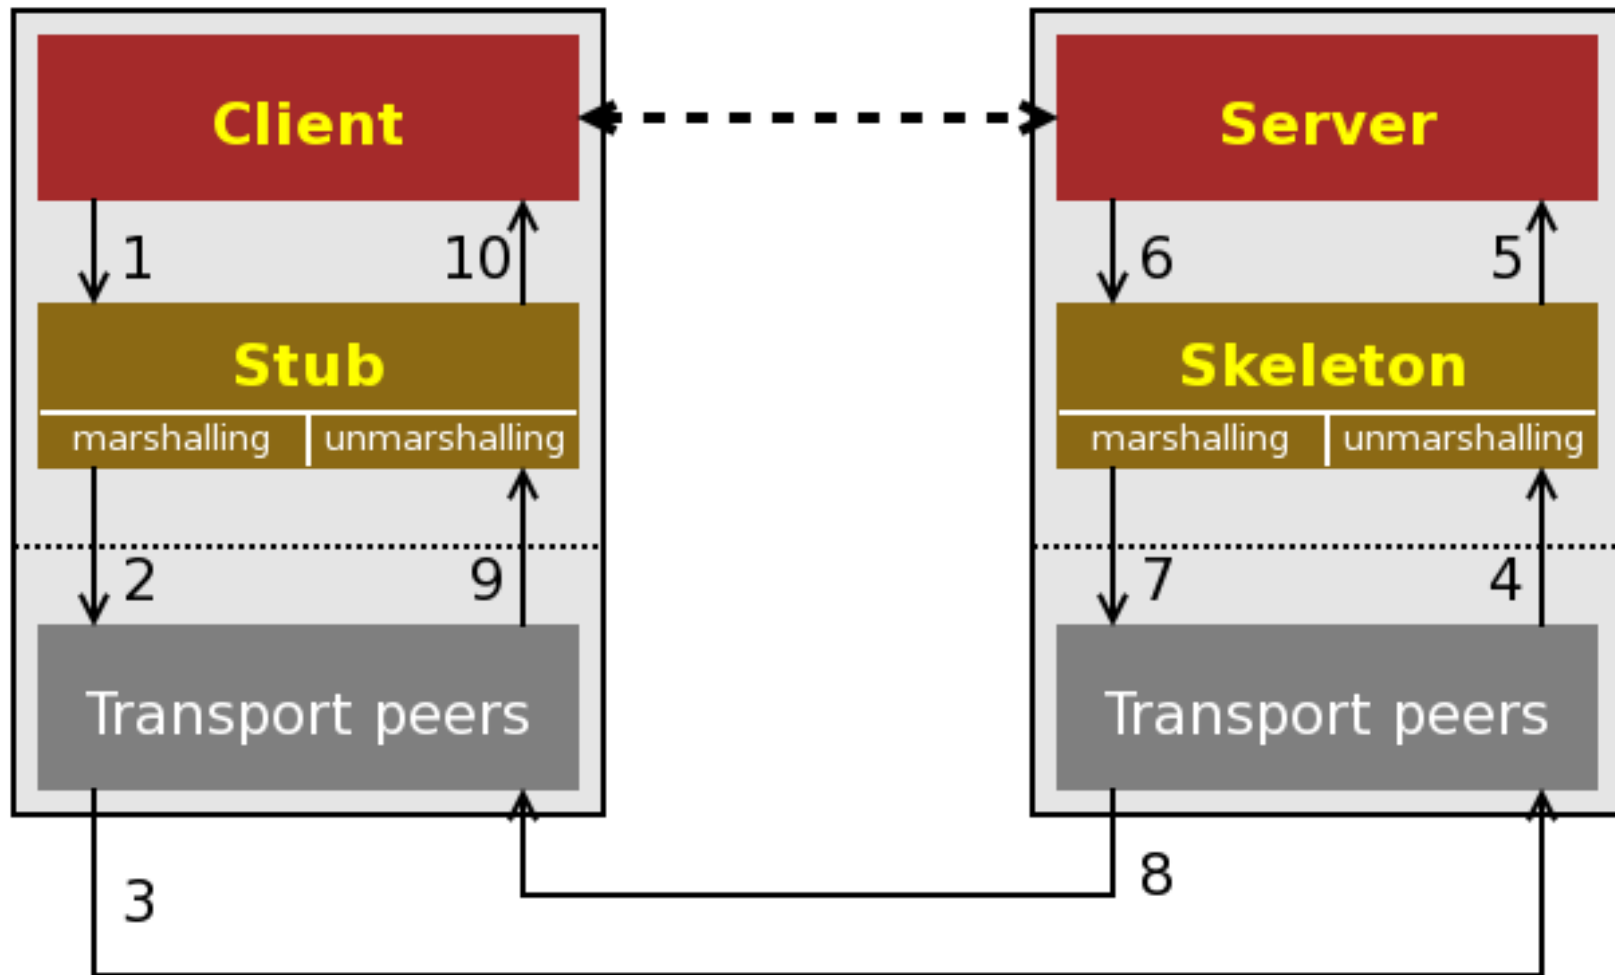 Client
Server
1
10
6
5
Stub
Skeleton
marshalling
unmarshalling
marshalling
unmarshalling
2
9
7
4
Transport peers
Transport peers
3
8